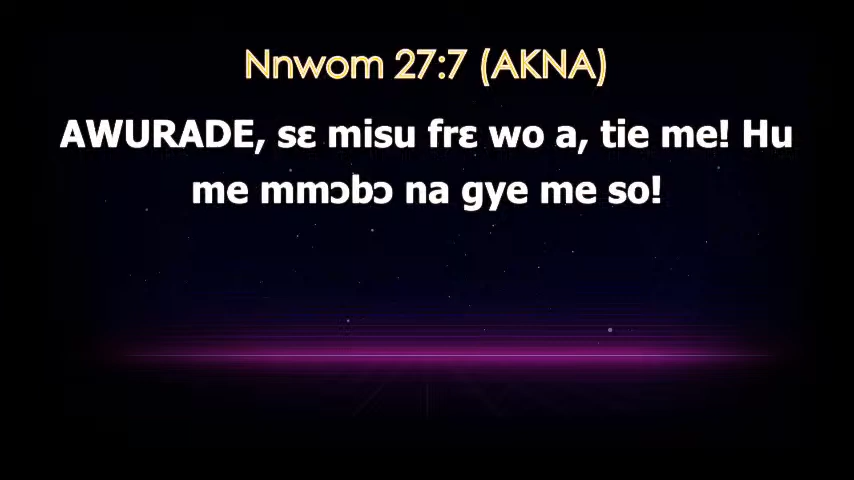 Nnwom 27:7 (AKNA)
AWURADE, sɛ misu frɛ wo a, tie me! Hu
me mmɔbɔ na gye me so!